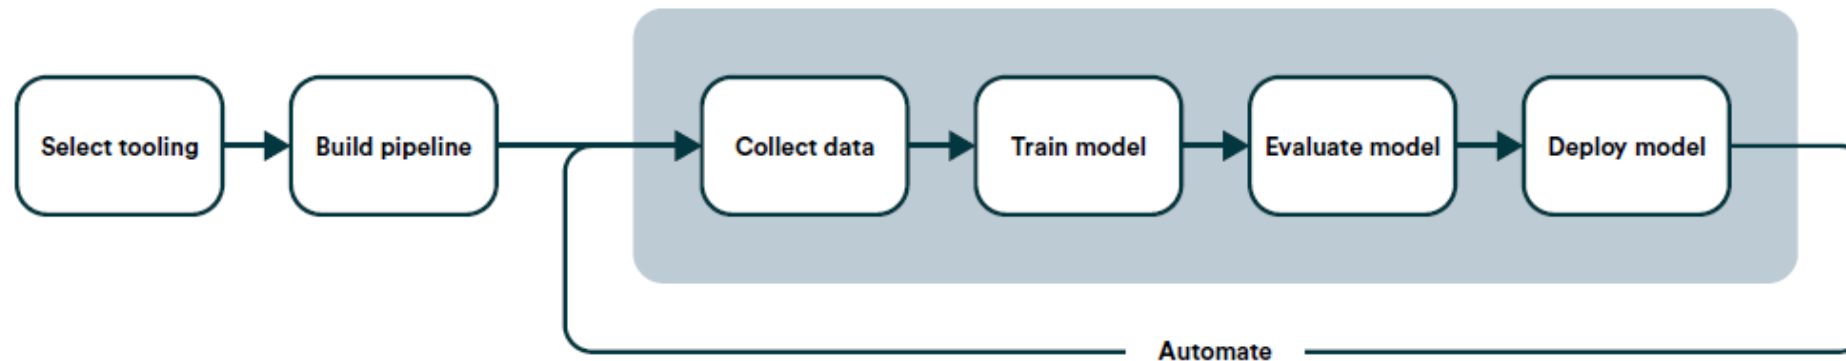 Select tooling
Build pipeline
Collect data
Train model
Evaluate model
Deploy model
Automate